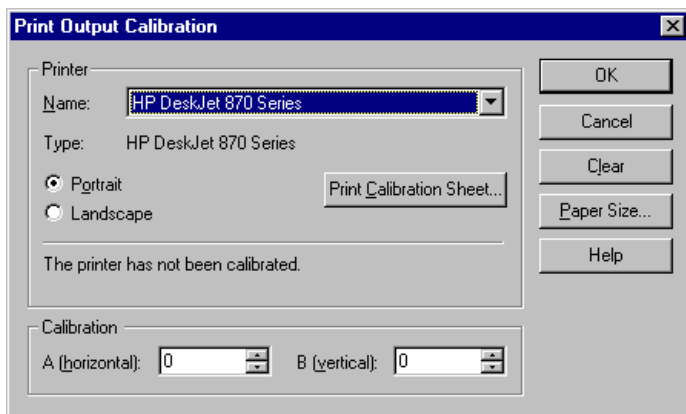 Print Output Calibration
Printer
Name: HP DeskJet 870 Series
Type: HP DeskJet 870 Series
Portrait
Landscape
Print Calibration Sheet...
The printer has not been calibrated.
Calibration
A (horizontal): 0 B (vertical): 0
OK
Cancel
Clear
Paper Size...
Help